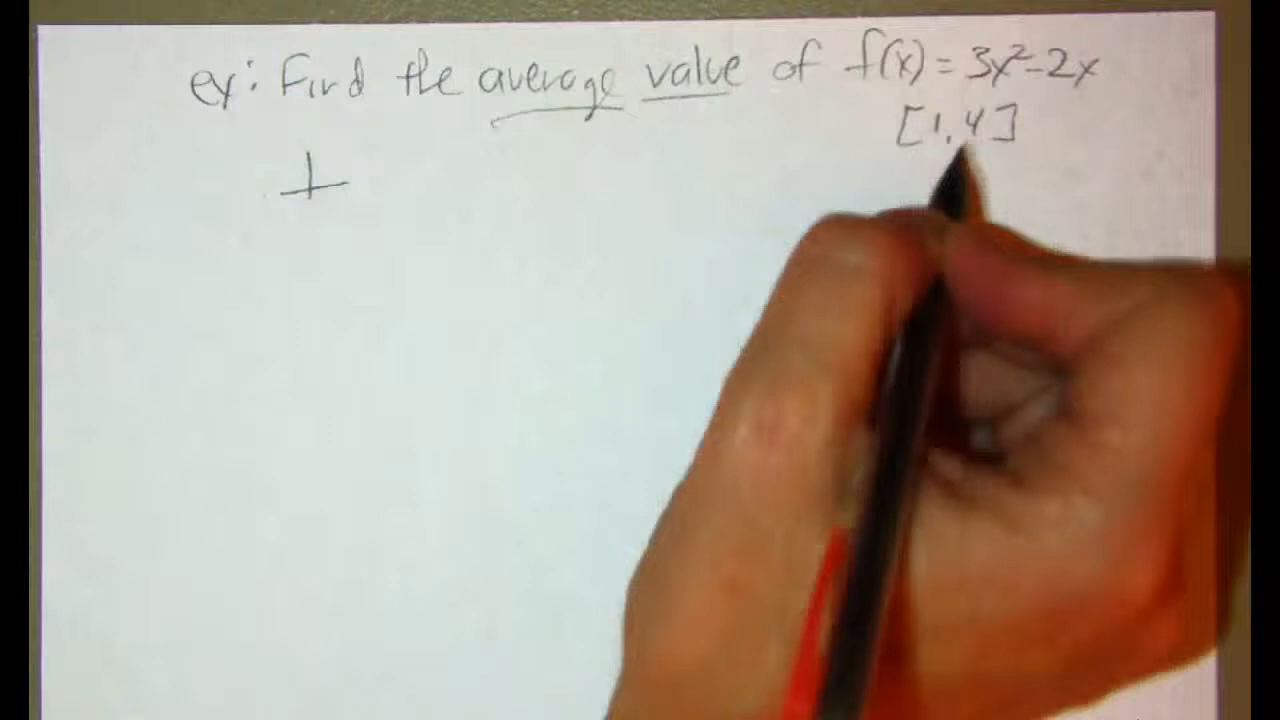 ex: Find the average value of f(x) = 3x²-2x
[1, 4]
1